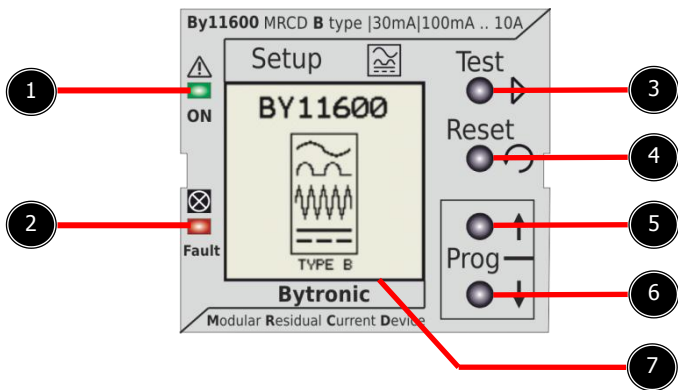 By11600 MRCD B type |30mA|100mA .. 10A
Setup
Test
1
ON
BY11600
3
Reset
4
2
Fault
5
Prog
TYPE B
6
Bytronic
Modular Residual Current Device
7